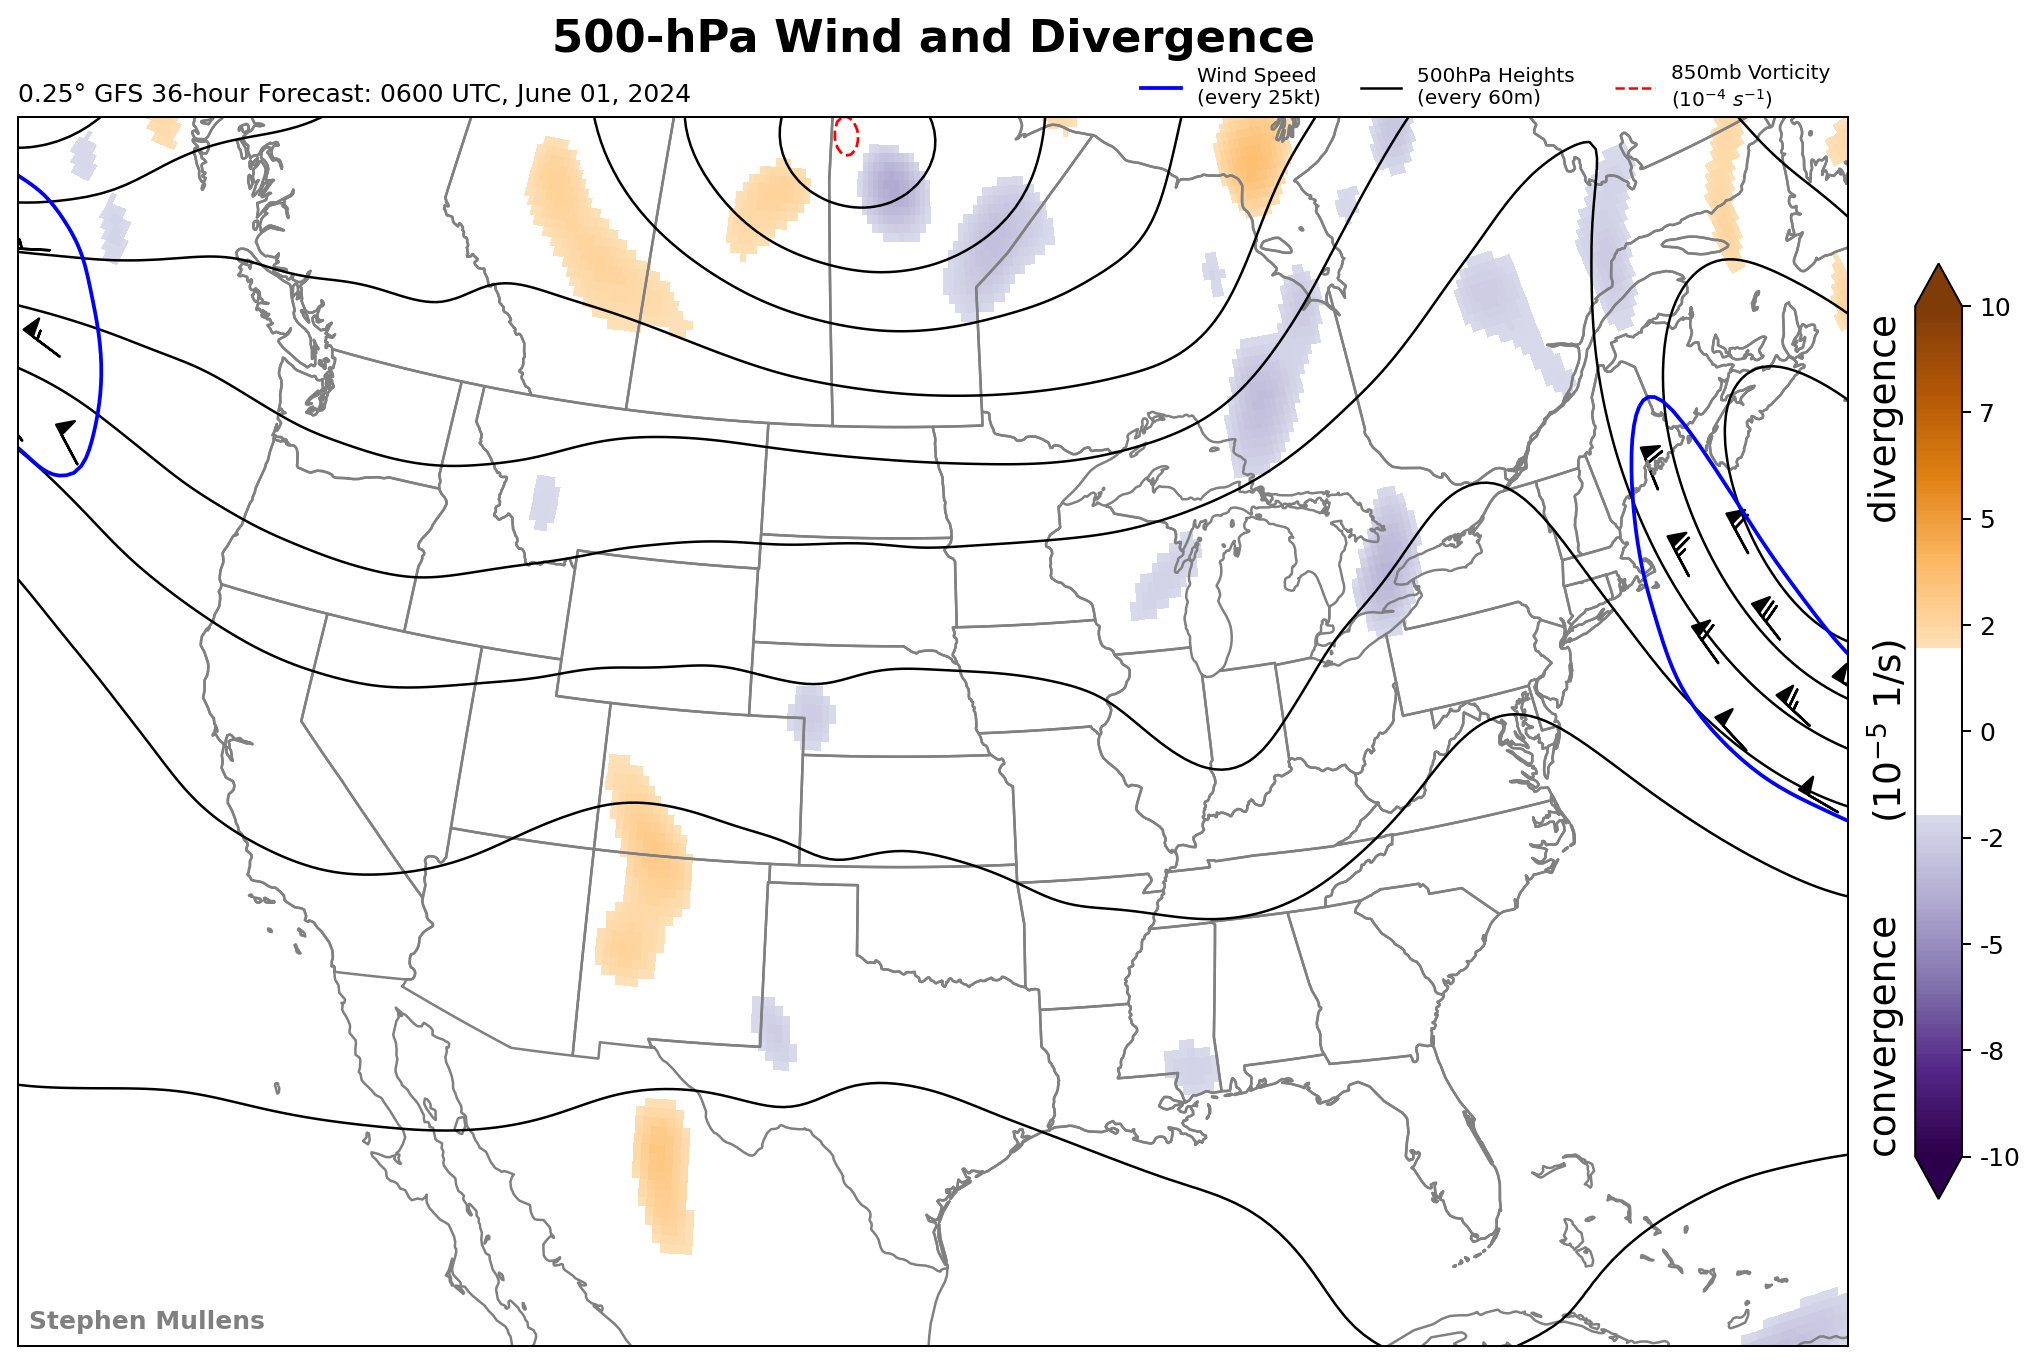 500-hPa Wind and Divergence
0.25° GFS 36-hour Forecast: 0600 UTC, June 01, 2024
Wind Speed
(every 25kt)
500hPa Heights
(every 60m)
850mb Vorticity
(10⁻⁴ s⁻¹)
10
7
5
2
0
-2
-5
-8
-10
convergence (10⁻⁵ 1/s) divergence
Stephen Mullens